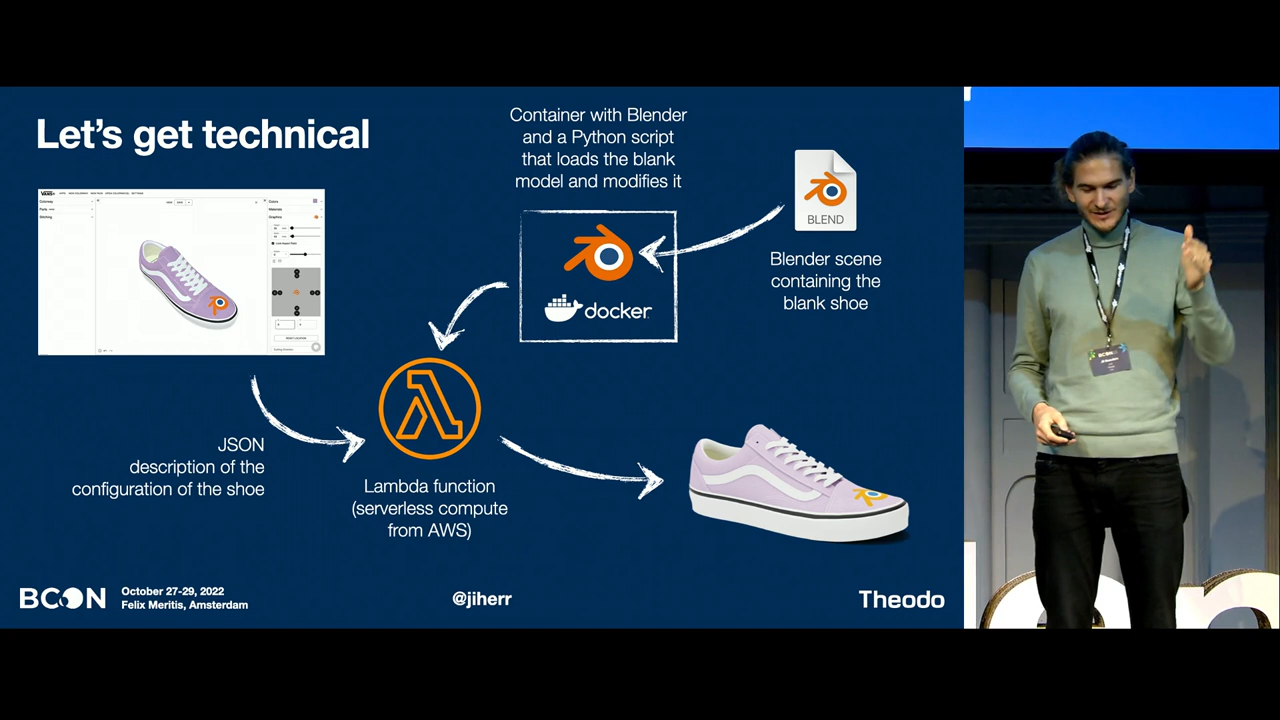 Let's get technical
Container with Blender
and a Python script
that loads the blank
model and modifies it
BLEND
Blender scene
containing the
blank shoe
docker
VANS
JSON
description of the
configuration of the shoe
Lambda function
(serverless compute
from AWS)
BCON
October 27-29, 2022
Felix Meritis, Amsterdam
@jiherr
Theodo
BCON